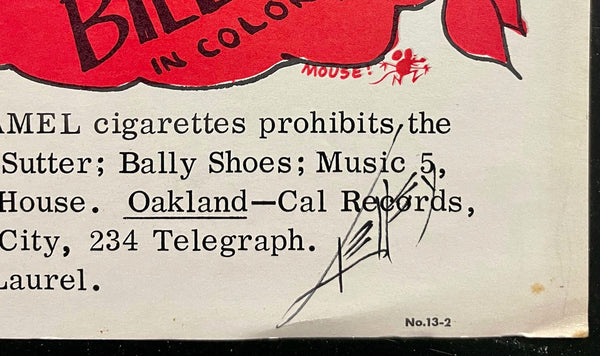 IN COLOR
MOUSE!
AMEL cigarettes prohibits the
Sutter; Bally Shoes; Music 5,
House. Oakland—Cal Records,
City, 234 Telegraph.
Laurel.
No.13-2